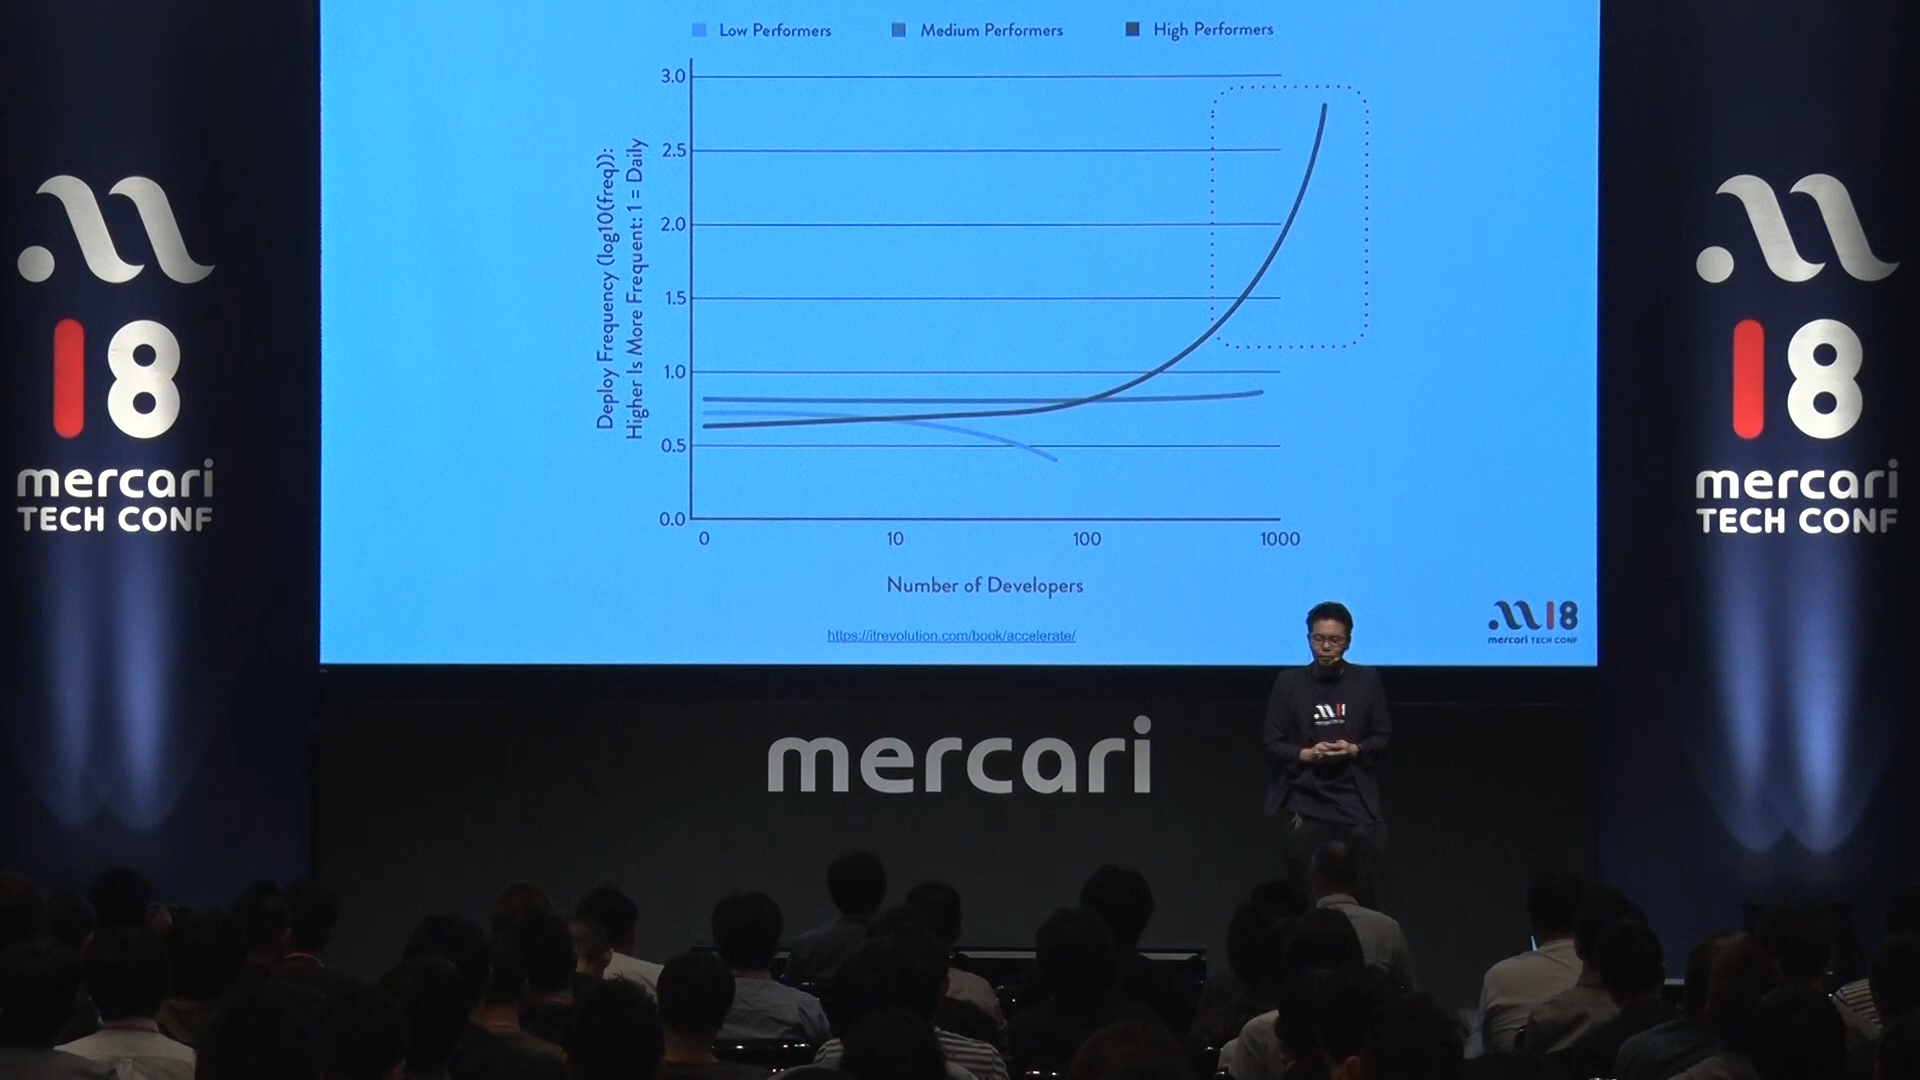 Low Performers
Medium Performers
High Performers
3.0
2.5
2.0
1.5
1.0
0.5
0.0
Deploy Frequency (log10(freq)):
Higher Is More Frequent: 1 = Daily
0
10
100
1000
Number of Developers
https://itrevolution.com/book/accelerate/
18
mercari TECH CONF
18
mercari
TECH CONF
18
mercari
TECH CONF
mercari